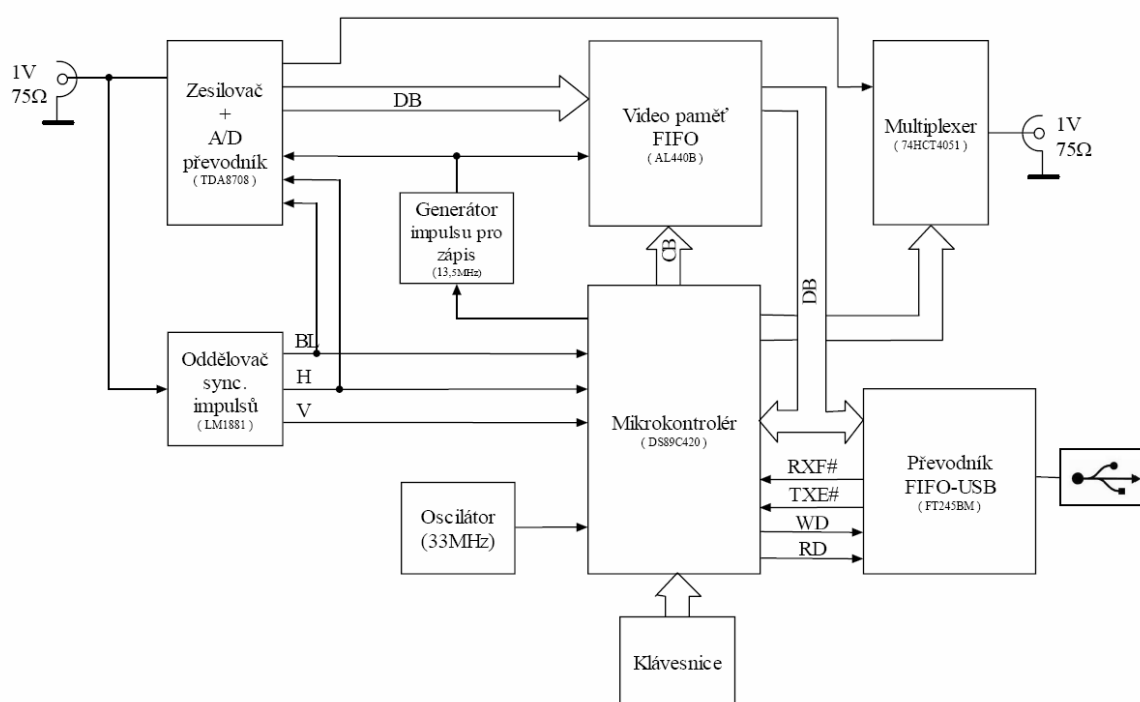 1V
75Ω
Zesilovač
+
A/D
převodník
( TDA8708 )
DB
Video paměť
FIFO
( AL440B )
Multiplexer
( 74HCT4051 )
1V
75Ω
Generátor
impulsu pro
zápis
(13,5MHz)
CB
DB
Oddělovač
sync.
impulsů
( LM1881 )
BL
H
V
Mikrokontrolér
( DS89C420 )
RXF#
TXE#
WD
RD
Převodník
FIFO-USB
( FT245BM )
Oscilátor
(33MHz)
Klávesnice